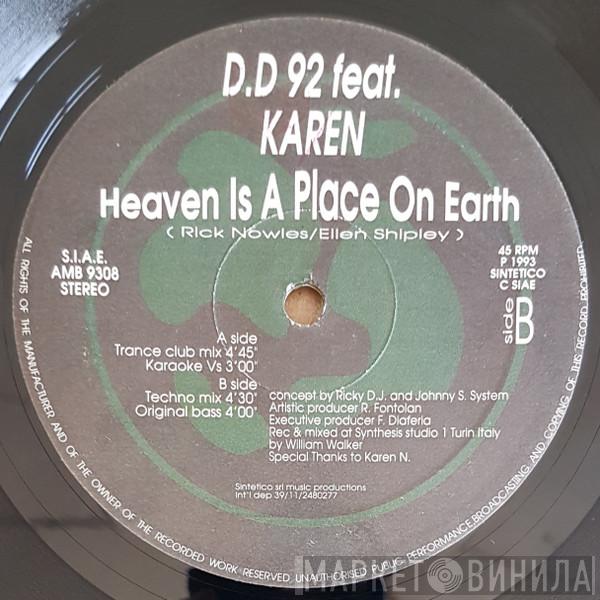 D.D 92 feat.
KAREN
Heaven Is A Place On Earth
( Rick Nowles/Ellen Shipley )
S.I.A.E.
AMB 9308
STEREO
45 RPM
P 1993
SINTETICO
C SIAE
side B
A side
Trance club mix 4'45"
Karaoke Vs 3'00"
B side
Techno mix 4'30"
Original bass 4'00"
concept by Ricky D.J. and Johnny S. System
Artistic producer R. Fontolan
Executive producer F. Diaferia
Rec & mixed at Synthesis studio 1 Turin Italy
by William Walker
Special Thanks to Karen N.
Sintetico srl music productions
Int'l dep 39/11/2480277
ALL RIGHTS OF THE MANUFACTURER AND OF THE OWNER OF THE RECORDED WORK RESERVED. UNAUTHORISED PUBLIC PERFORMANCE, BROADCASTING AND COPYING OF THIS RECORD PROHIBITED.
МАРКЕТ ВИНИЛА